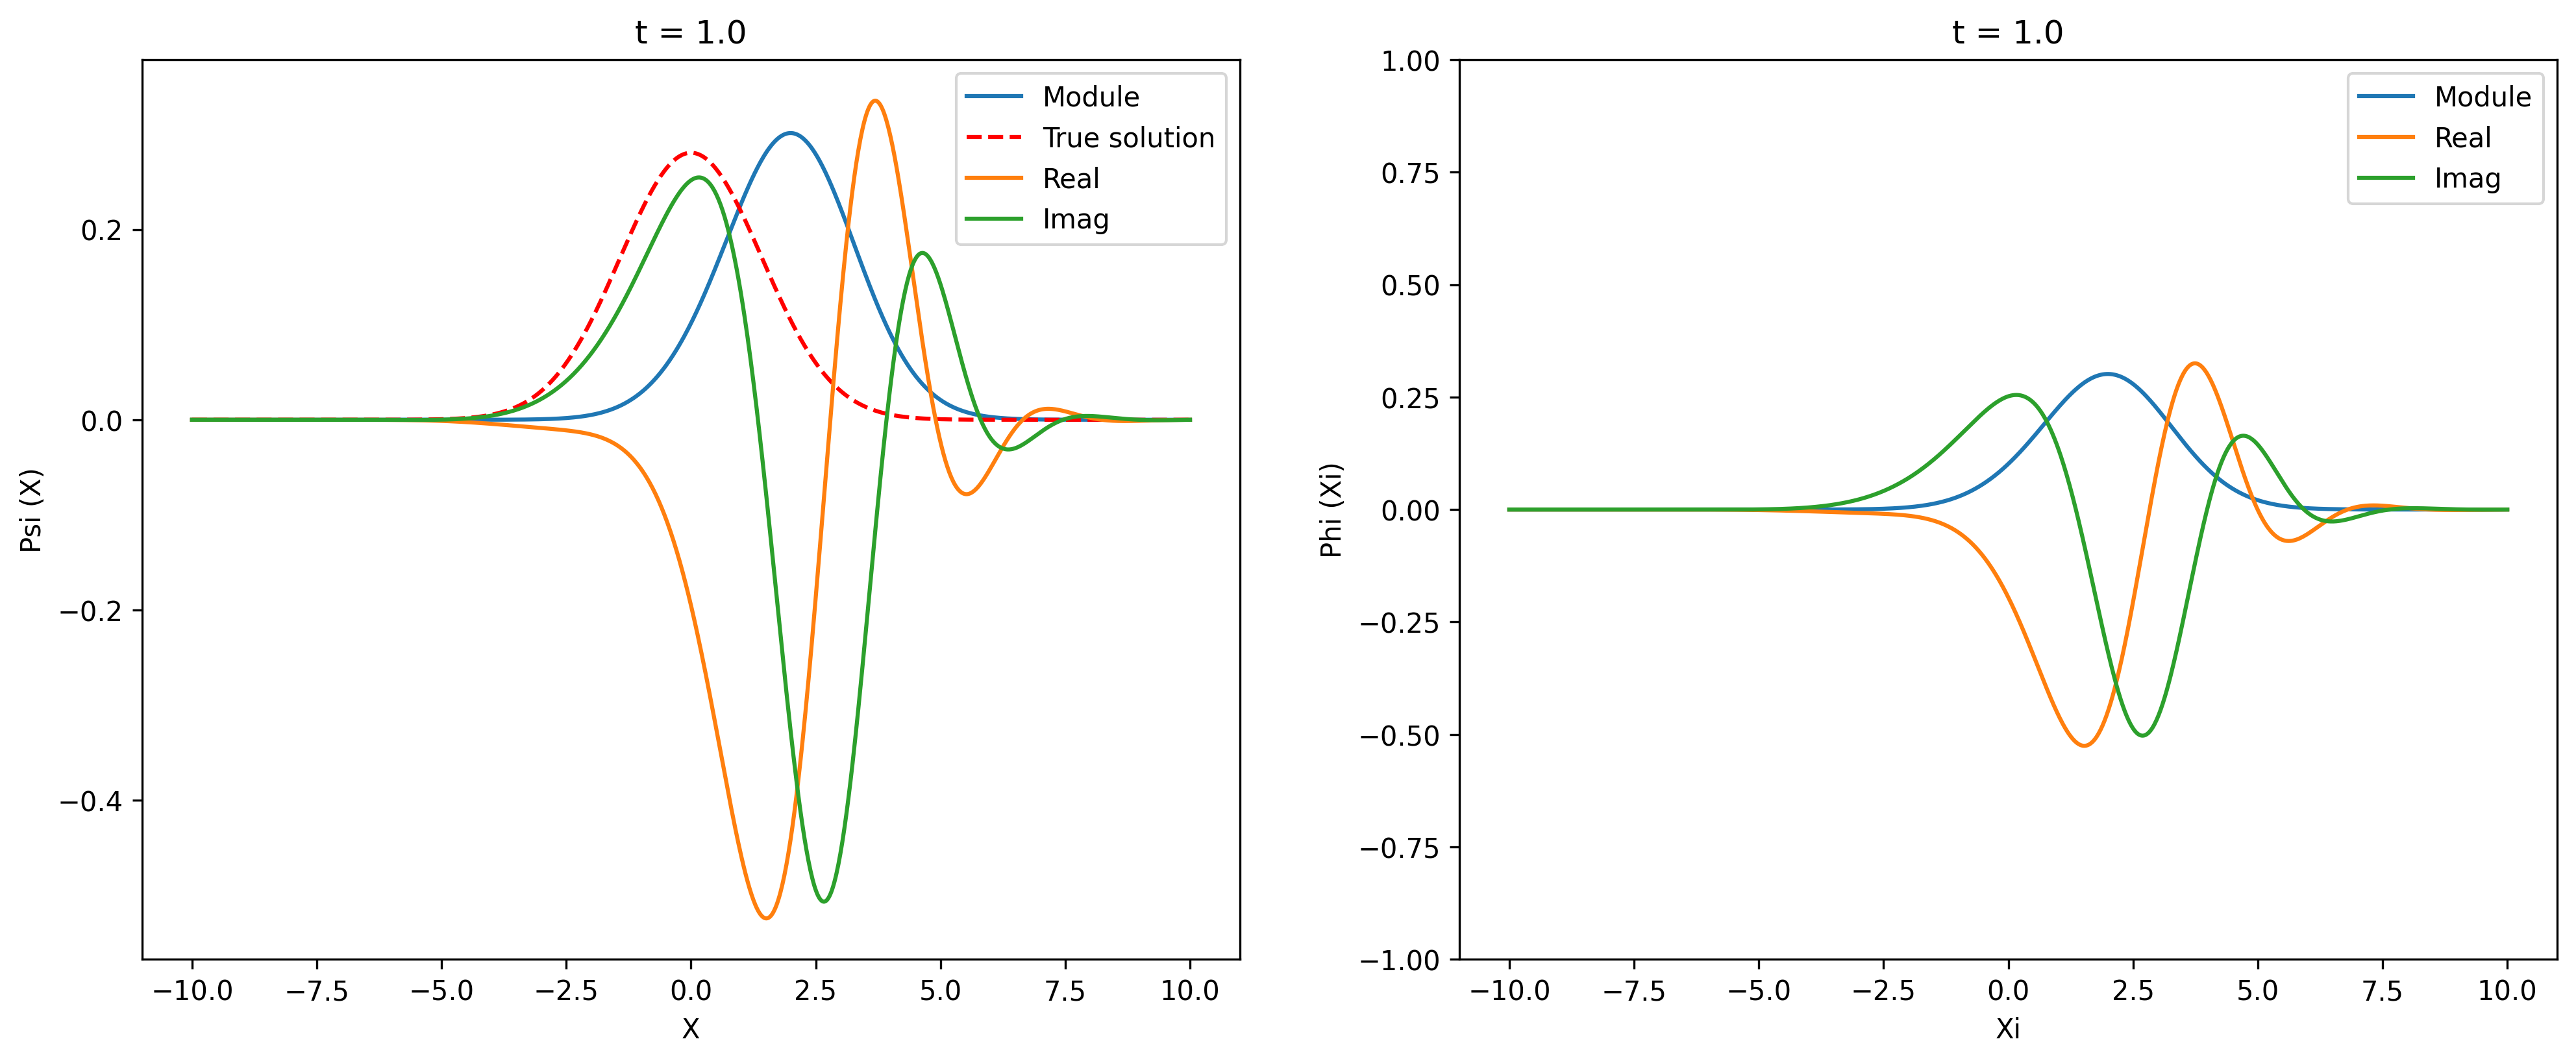 t = 1.0
Psi (X)
0.2
0.0
−0.2
−0.4
−10.0 −7.5 −5.0 −2.5 0.0 2.5 5.0 7.5 10.0
X
Module
True solution
Real
Imag
t = 1.0
Phi (Xi)
1.00
0.75
0.50
0.25
0.00
−0.25
−0.50
−0.75
−1.00
−10.0 −7.5 −5.0 −2.5 0.0 2.5 5.0 7.5 10.0
Xi
Module
Real
Imag